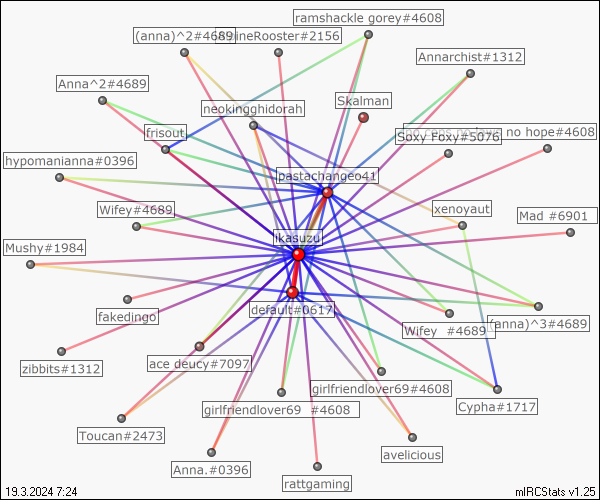 ramshackle gorey#4608
(anna)^2#4689
ineRooster#2156
Annarchist#1312
Anna^2#4689
Skalman
neokingghidorah
frisout
no hope#4608
Soxy Foxy#5076
hypomanianna#0396
pastachangeo41
Wifey#4689
xenoyaut
Mad #6901
ikasuzu
Mushy#1984
default#0617
fakedingo
Wifey #4689
(anna)^3#4689
ace deucy#7097
zibbits#1312
girlfriendlover69#4608
girlfriendlover69 #4608
Cypha#1717
Toucan#2473
avelicious
Anna.#0396
rattgaming
19.3.2024 7:24
mIRCStats v1.25